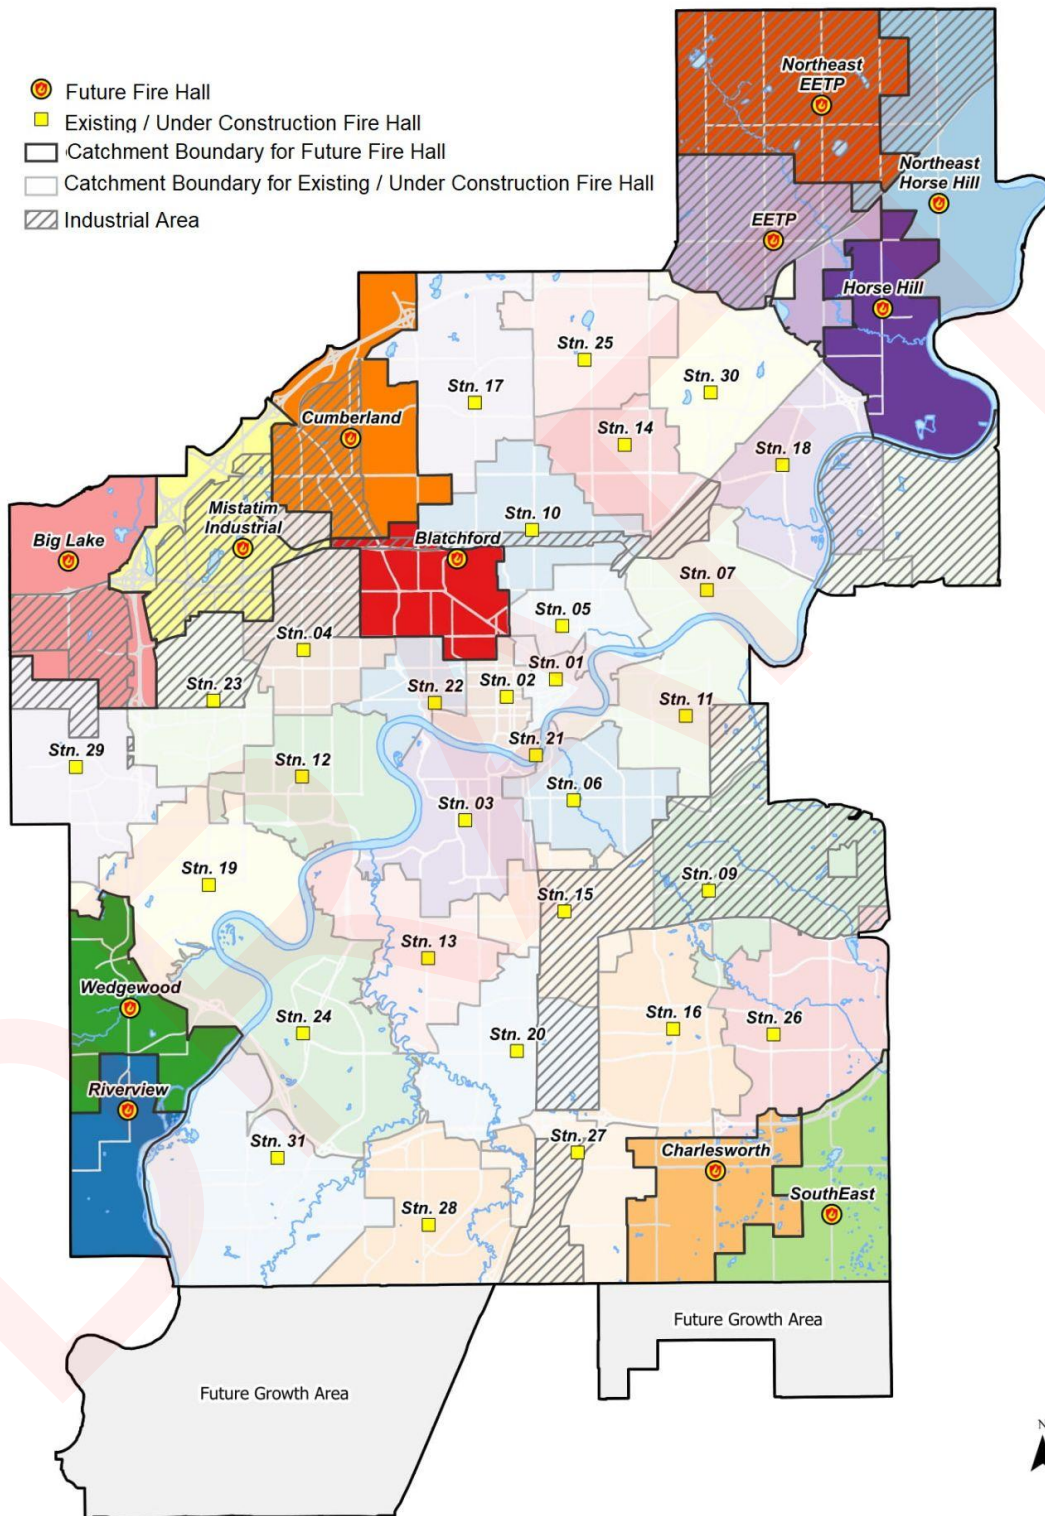 Future Fire Hall
Existing / Under Construction Fire Hall
Catchment Boundary for Future Fire Hall
Catchment Boundary for Existing / Under Construction Fire Hall
Industrial Area
Northeast
EETP
Northeast
Horse Hill
EETP
Horse Hill
Stn. 25
Stn. 17
Stn. 30
Cumberland
Stn. 14
Stn. 18
Mistatim
Industrial
Stn. 10
Big Lake
Blatchford
Stn. 07
Stn. 05
Stn. 04
Stn. 01
Stn. 02
Stn. 23
Stn. 22
Stn. 11
Stn. 29
Stn. 21
Stn. 12
Stn. 06
Stn. 03
Stn. 19
Stn. 09
Stn. 15
Stn. 13
Wedgewood
Stn. 24
Stn. 16
Stn. 26
Stn. 20
Riverview
Stn. 31
Stn. 27
Charlesworth
SouthEast
Stn. 28
Future Growth Area
Future Growth Area
N